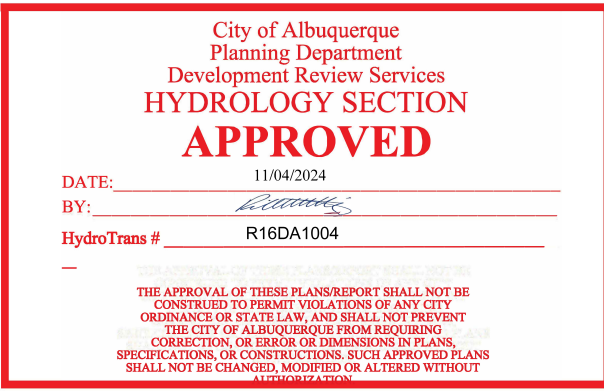 City of Albuquerque
Planning Department
Development Review Services
HYDROLOGY SECTION
APPROVED
DATE: 11/04/2024
BY:
HydroTrans # R16DA1004
THE APPROVAL OF THESE PLANS/REPORT SHALL NOT BE
CONSTRUED TO PERMIT VIOLATIONS OF ANY CITY
ORDINANCE OR STATE LAW, AND SHALL NOT PREVENT
THE CITY OF ALBUQUERQUE FROM REQUIRING
CORRECTION, OR ERROR OR DIMENSIONS IN PLANS,
SPECIFICATIONS, OR CONSTRUCTIONS. SUCH APPROVED PLANS
SHALL NOT BE CHANGED, MODIFIED OR ALTERED WITHOUT
AUTHORIZATION